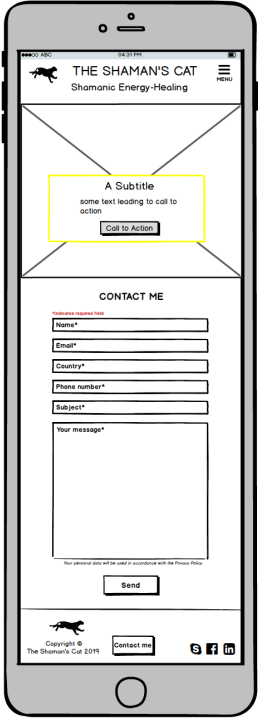 ABC 04:31 PM
THE SHAMAN'S CAT
MENU
Shamanic Energy-Healing
A Subtitle
some text leading to call to
action
Call to Action
CONTACT ME
*Indicates required field
Name*
Email*
Country*
Phone number*
Subject*
Your message*
Your personal data will be used in accordance with the Privacy Policy
Send
Copyright ©
The Shaman's Cat 2019
Contact me